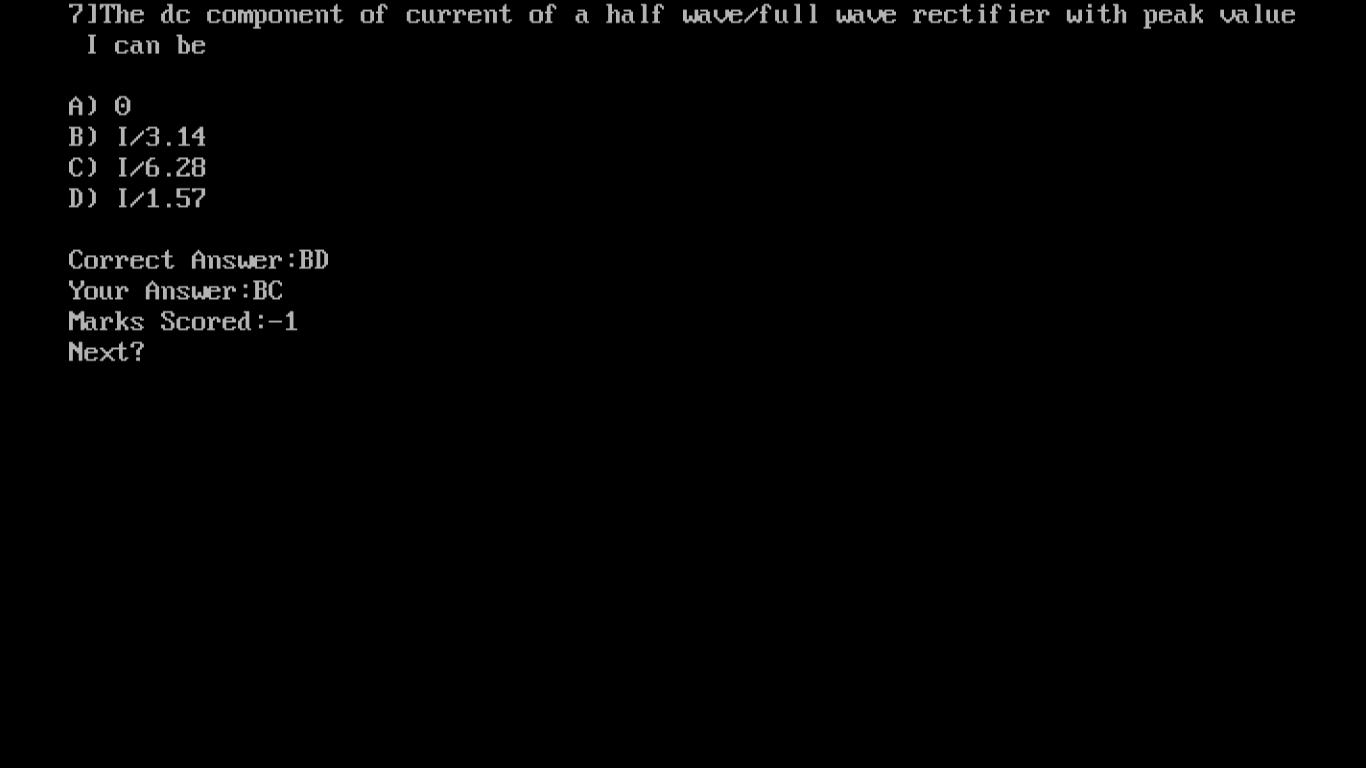 7]The dc component of current of a half wave/full wave rectifier with peak value
I can be
A) 0
B) I/3.14
C) I/6.28
D) I/1.57
Correct Answer:BD
Your Answer:BC
Marks Scored:-1
Next?